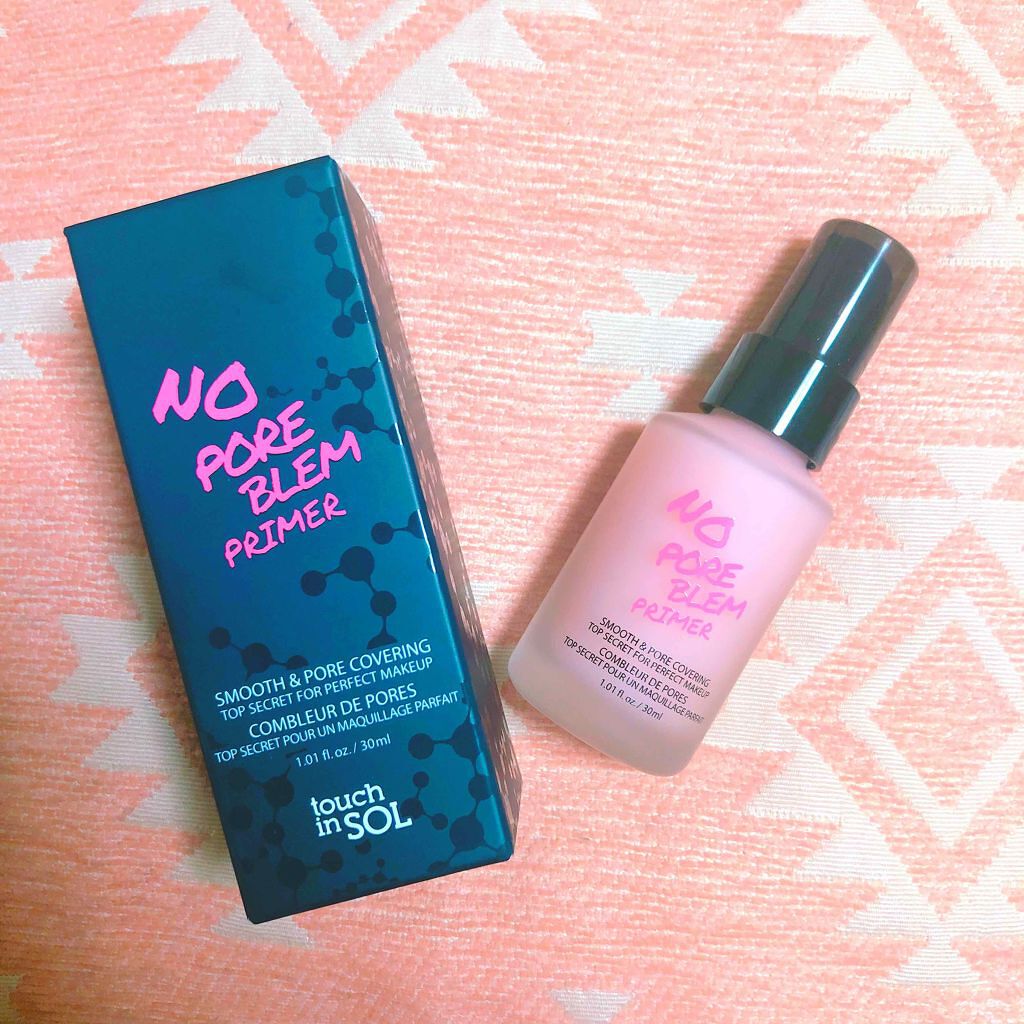 NO
PORE
BLEM
PRIMER
SMOOTH & PORE COVERING
TOP SECRET FOR PERFECT MAKEUP
COMBLEUR DE PORES
TOP SECRET POUR UN MAQUILLAGE PARFAIT
1.01 fl. oz. / 30ml
touch
in SOL
NO
PORE
BLEM
PRIMER
SMOOTH & PORE COVERING
TOP SECRET FOR PERFECT MAKEUP
COMBLEUR DE PORES
TOP SECRET POUR UN MAQUILLAGE PARFAIT
1.01 fl. oz. / 30ml